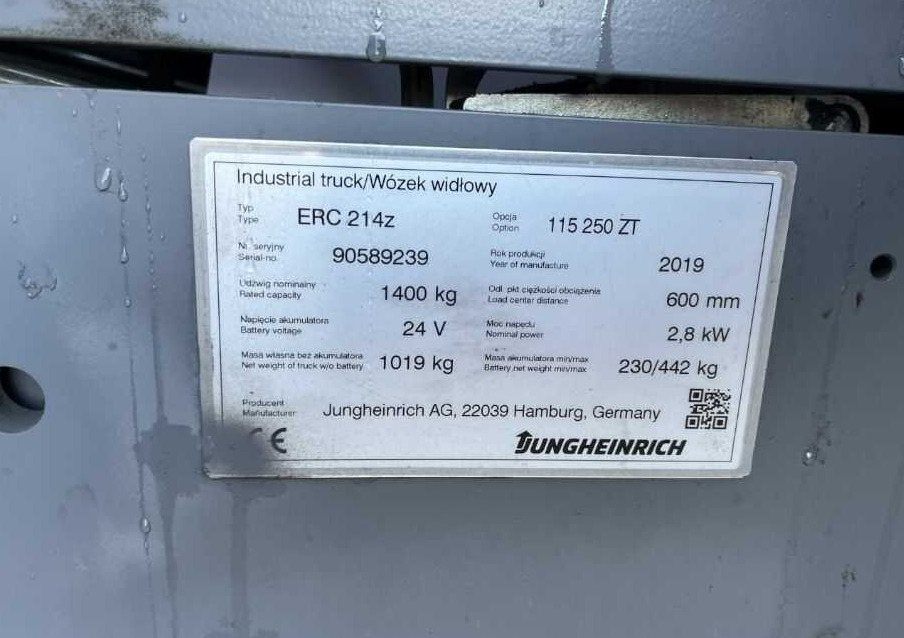 Industrial truck/Wózek widłowy
Typ
Type ERC 214z
Opcja
Option 115 250 ZT
Nr. seryjny
Serial-no. 90589239
Rok produkcji
Year of manufacture 2019
Udźwig nominalny
Rated capacity 1400 kg
Odl. pkt. ciężkości obciążenia
Load center distance 600 mm
Napięcie akumulatora
Battery voltage 24 V
Moc napędu
Nominal power 2,8 kW
Masa własna bez akumulatora
Net weight of truck w/o battery 1019 kg
Masa akumulatora min/max
Battery net weight min/max 230/442 kg
Producent
Manufacturer Jungheinrich AG, 22039 Hamburg, Germany
CE
JUNGHEINRICH